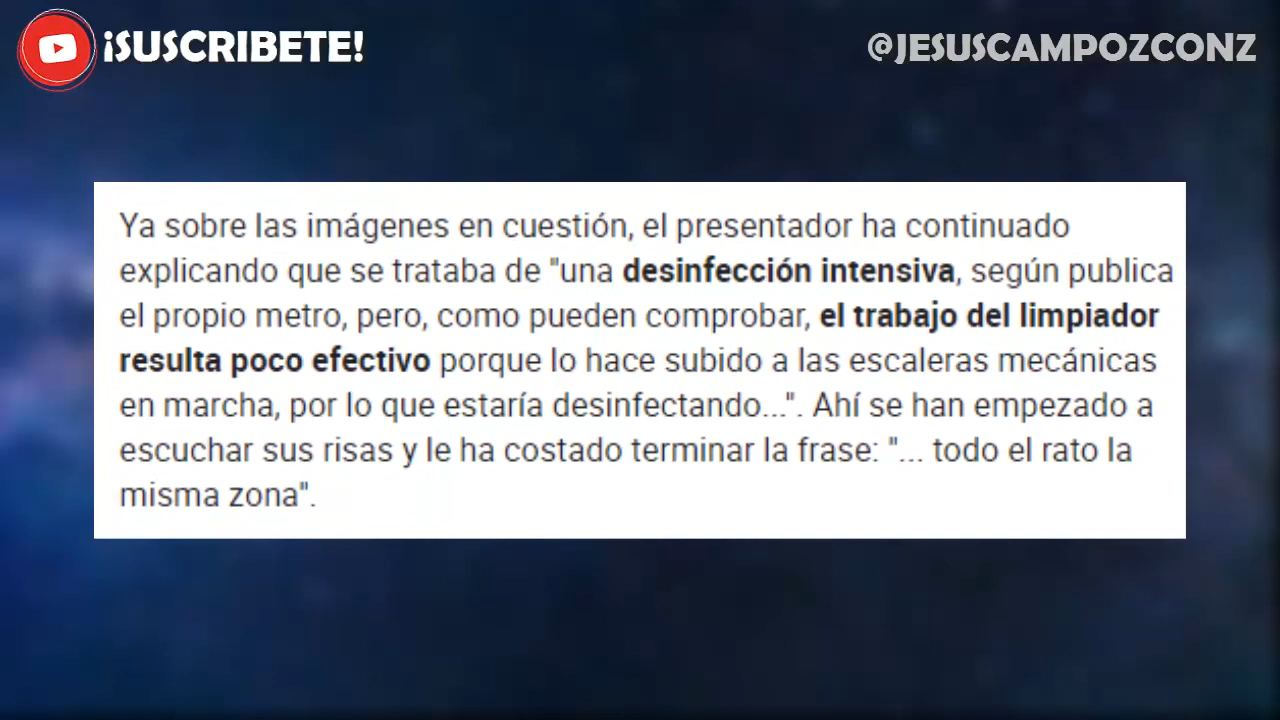 ¡SUSCRIBETE!
@JESUSCAMPOZCONZ
Ya sobre las imágenes en cuestión, el presentador ha continuado
explicando que se trataba de "una desinfección intensiva, según publica
el propio metro, pero, como pueden comprobar, el trabajo del limpiador
resulta poco efectivo porque lo hace subido a las escaleras mecánicas
en marcha, por lo que estaría desinfectando...". Ahí se han empezado a
escuchar sus risas y le ha costado terminar la frase: "... todo el rato la
misma zona".